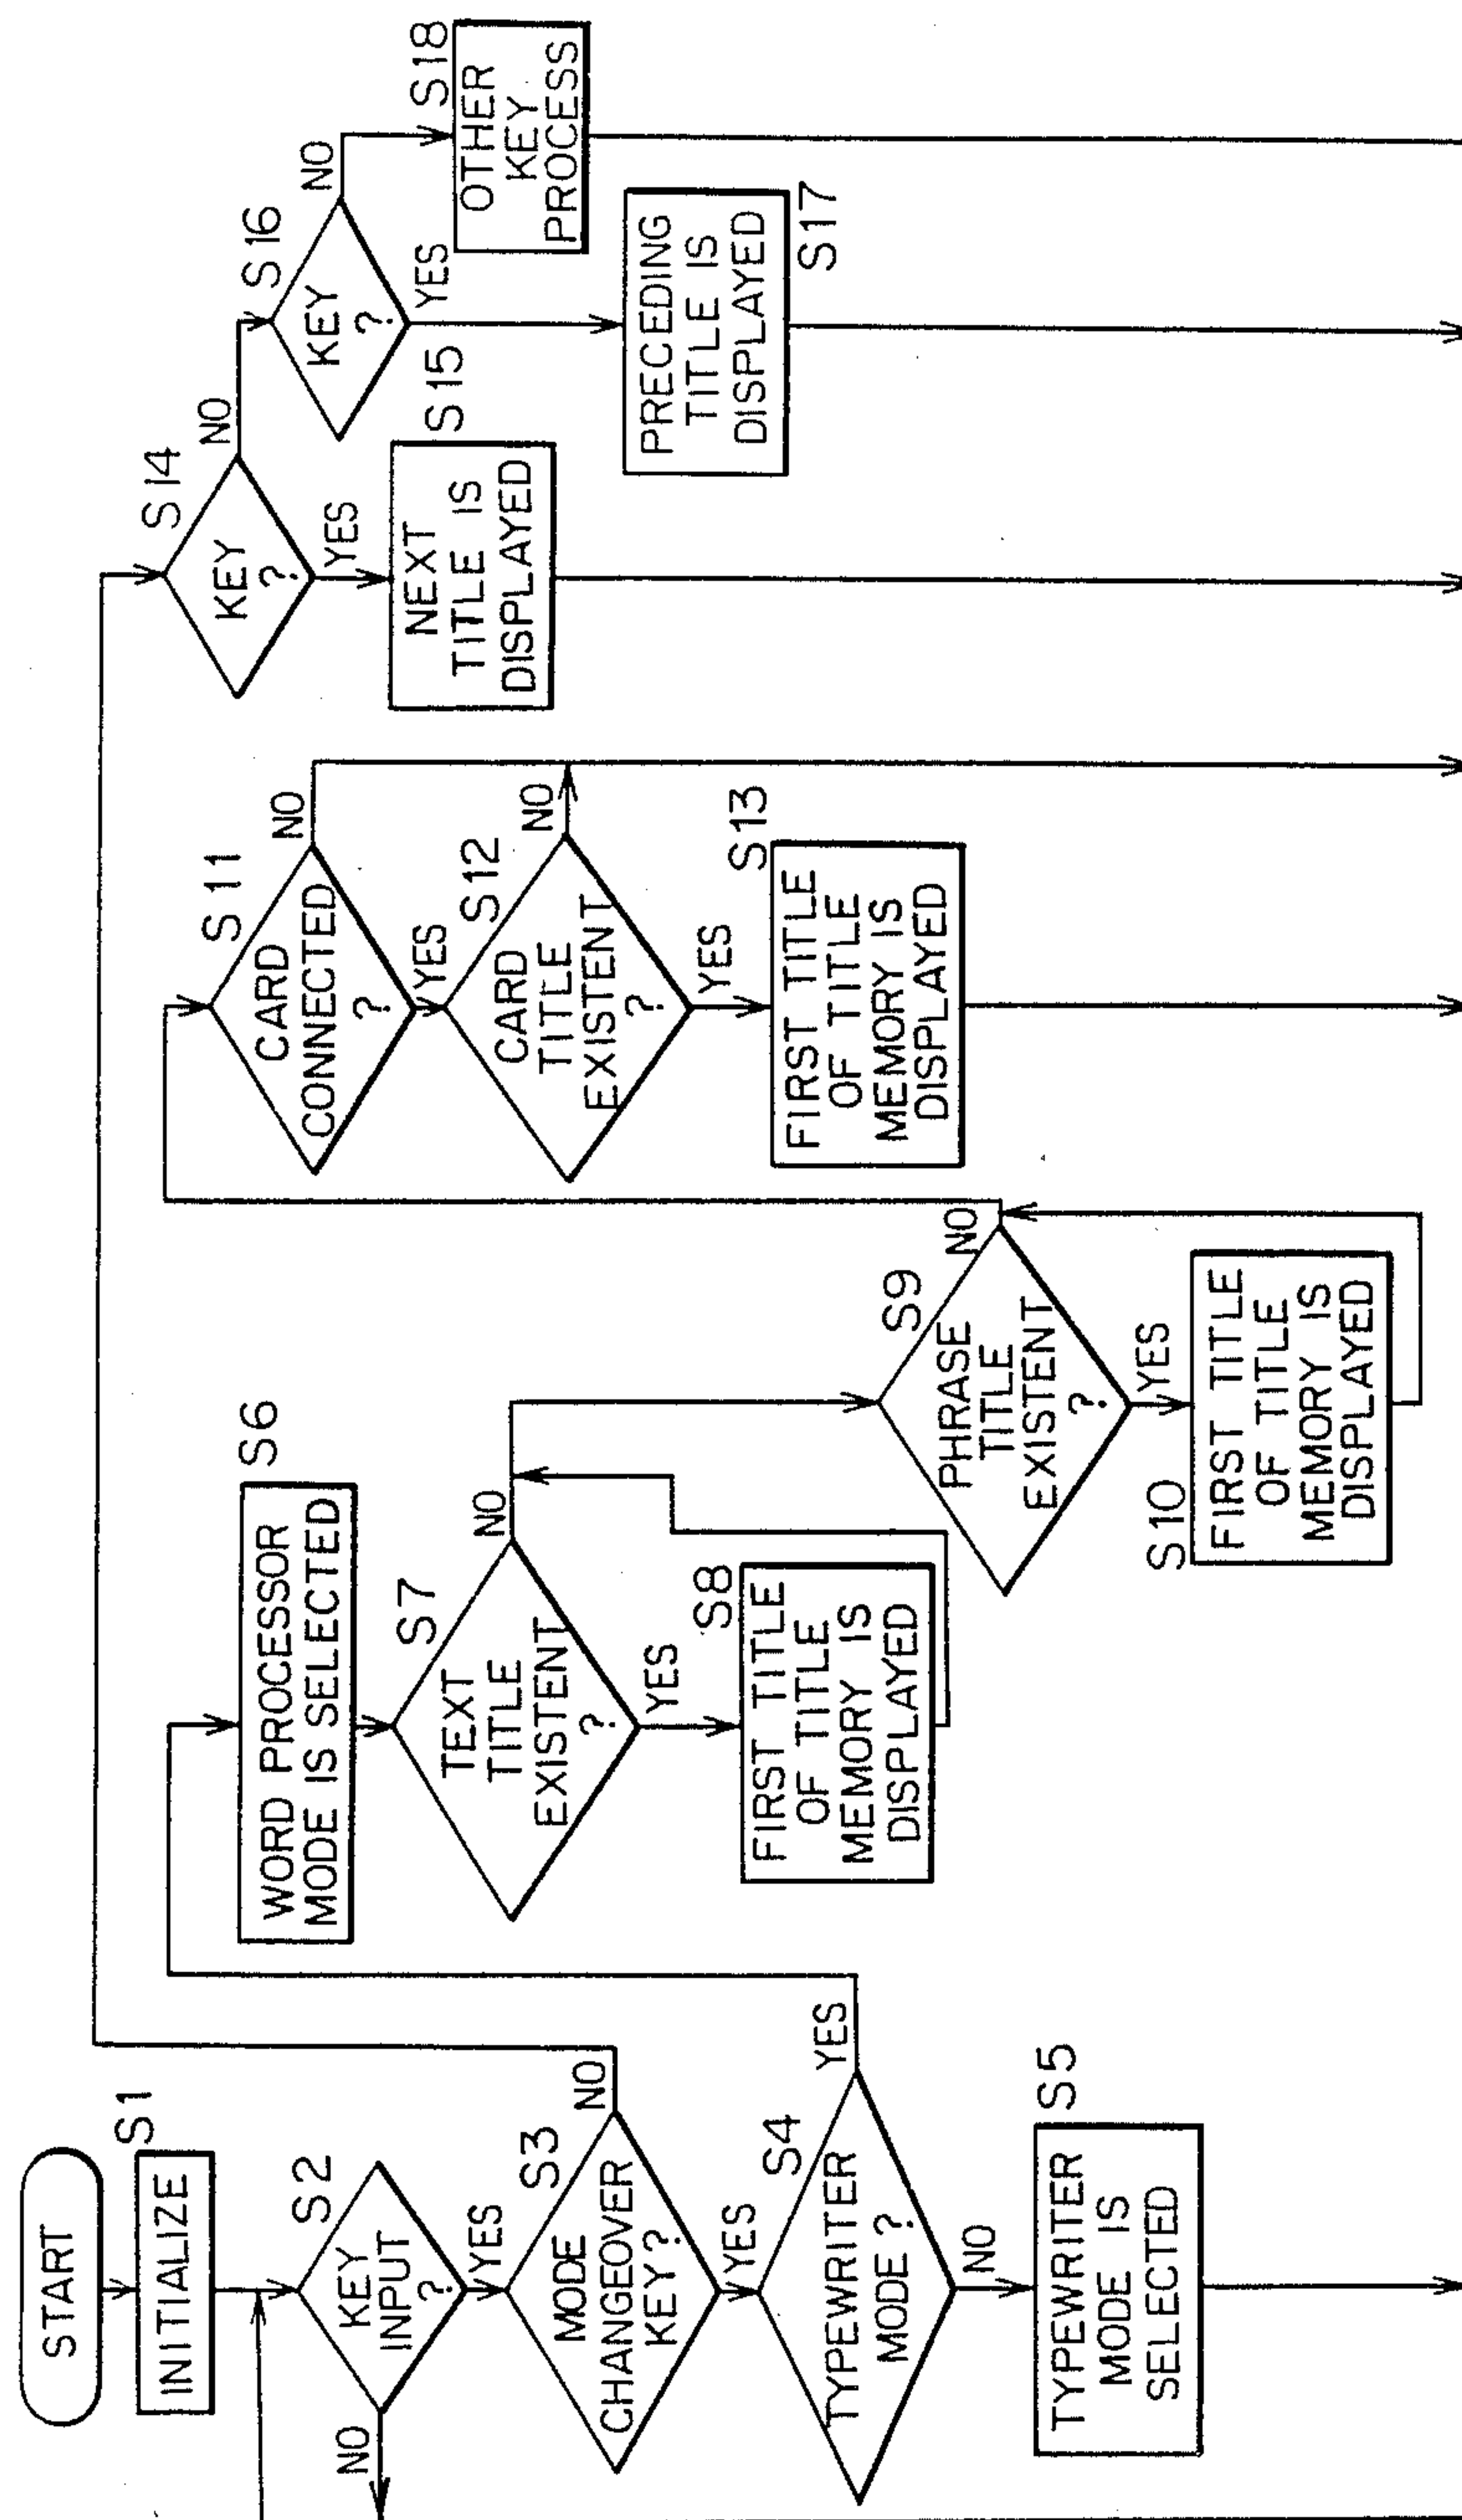 START
S1
INITIALIZE
S2
KEY
INPUT
?
NO
YES
S3
MODE
CHANGEOVER
KEY?
NO
YES
S4
TYPEWRITER
MODE?
YES
NO
S5
TYPEWRITER
MODE IS
SELECTED
S6
WORD PROCESSOR
MODE IS SELECTED
S7
TEXT
TITLE
EXISTENT
?
NO
YES
S8
FIRST TITLE
OF TITLE
MEMORY IS
DISPLAYED
S9
PHRASE
TITLE
EXISTENT
?
NO
YES
S10
FIRST TITLE
OF TITLE
MEMORY IS
DISPLAYED
S11
CARD
CONNECTED
?
NO
YES
S12
CARD
TITLE
EXISTENT
?
NO
YES
S13
FIRST TITLE
OF TITLE
MEMORY IS
DISPLAYED
S14
KEY
?
NO
YES
S15
NEXT
TITLE IS
DISPLAYED
S16
KEY
?
NO
YES
S17
PRECEDING
TITLE IS
DISPLAYED
S18
OTHER
KEY
PROCESS